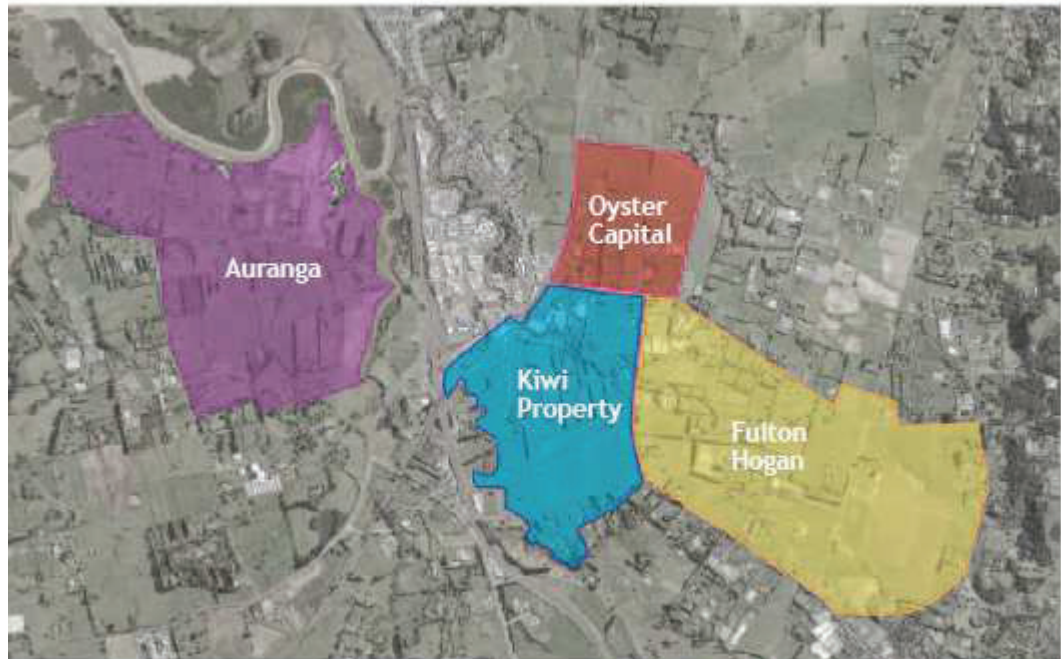 Auranga
Oyster
Capital
Kiwi
Property
Fulton
Hogan